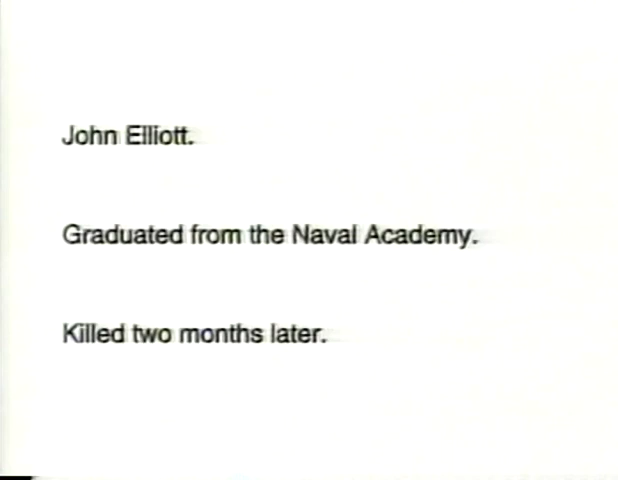 John Elliott.
Graduated from the Naval Academy.
Killed two months later.